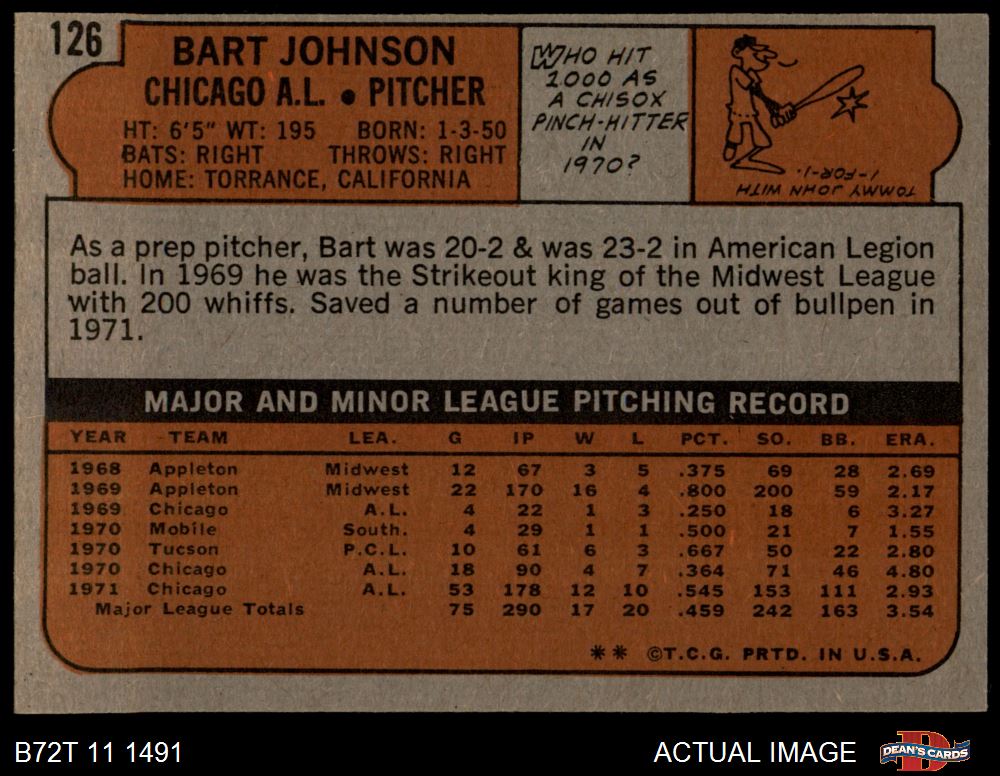 126
BART JOHNSON
CHICAGO A.L. • PITCHER
HT: 6'5" WT: 195 BORN: 1-3-50
BATS: RIGHT THROWS: RIGHT
HOME: TORRANCE, CALIFORNIA
WHO HIT
1.000 AS
A CHISOX
PINCH-HITTER
IN
1970?
TOMMY JOHN WITH
1-FOR-1.
As a prep pitcher, Bart was 20-2 & was 23-2 in American Legion
ball. In 1969 he was the Strikeout king of the Midwest League
with 200 whiffs. Saved a number of games out of bullpen in
1971.
MAJOR AND MINOR LEAGUE PITCHING RECORD
YEAR TEAM LEA. G IP W L PCT. SO. BB. ERA.
1968 Appleton Midwest 12 67 3 5 .375 69 28 2.69
1969 Appleton Midwest 22 170 16 4 .800 200 59 2.17
1969 Chicago A.L. 4 22 1 3 .250 18 6 3.27
1970 Mobile South. 4 29 1 1 .500 21 7 1.55
1970 Tucson P.C.L. 10 61 6 3 .667 50 22 2.80
1970 Chicago A.L. 18 90 4 7 .364 71 46 4.80
1971 Chicago A.L. 53 178 12 10 .545 153 111 2.93
Major League Totals 75 290 17 20 .459 242 163 3.54
** ©T.C.G. PRTD. IN U.S.A.
B72T 11 1491
ACTUAL IMAGE
DEAN'S CARDS